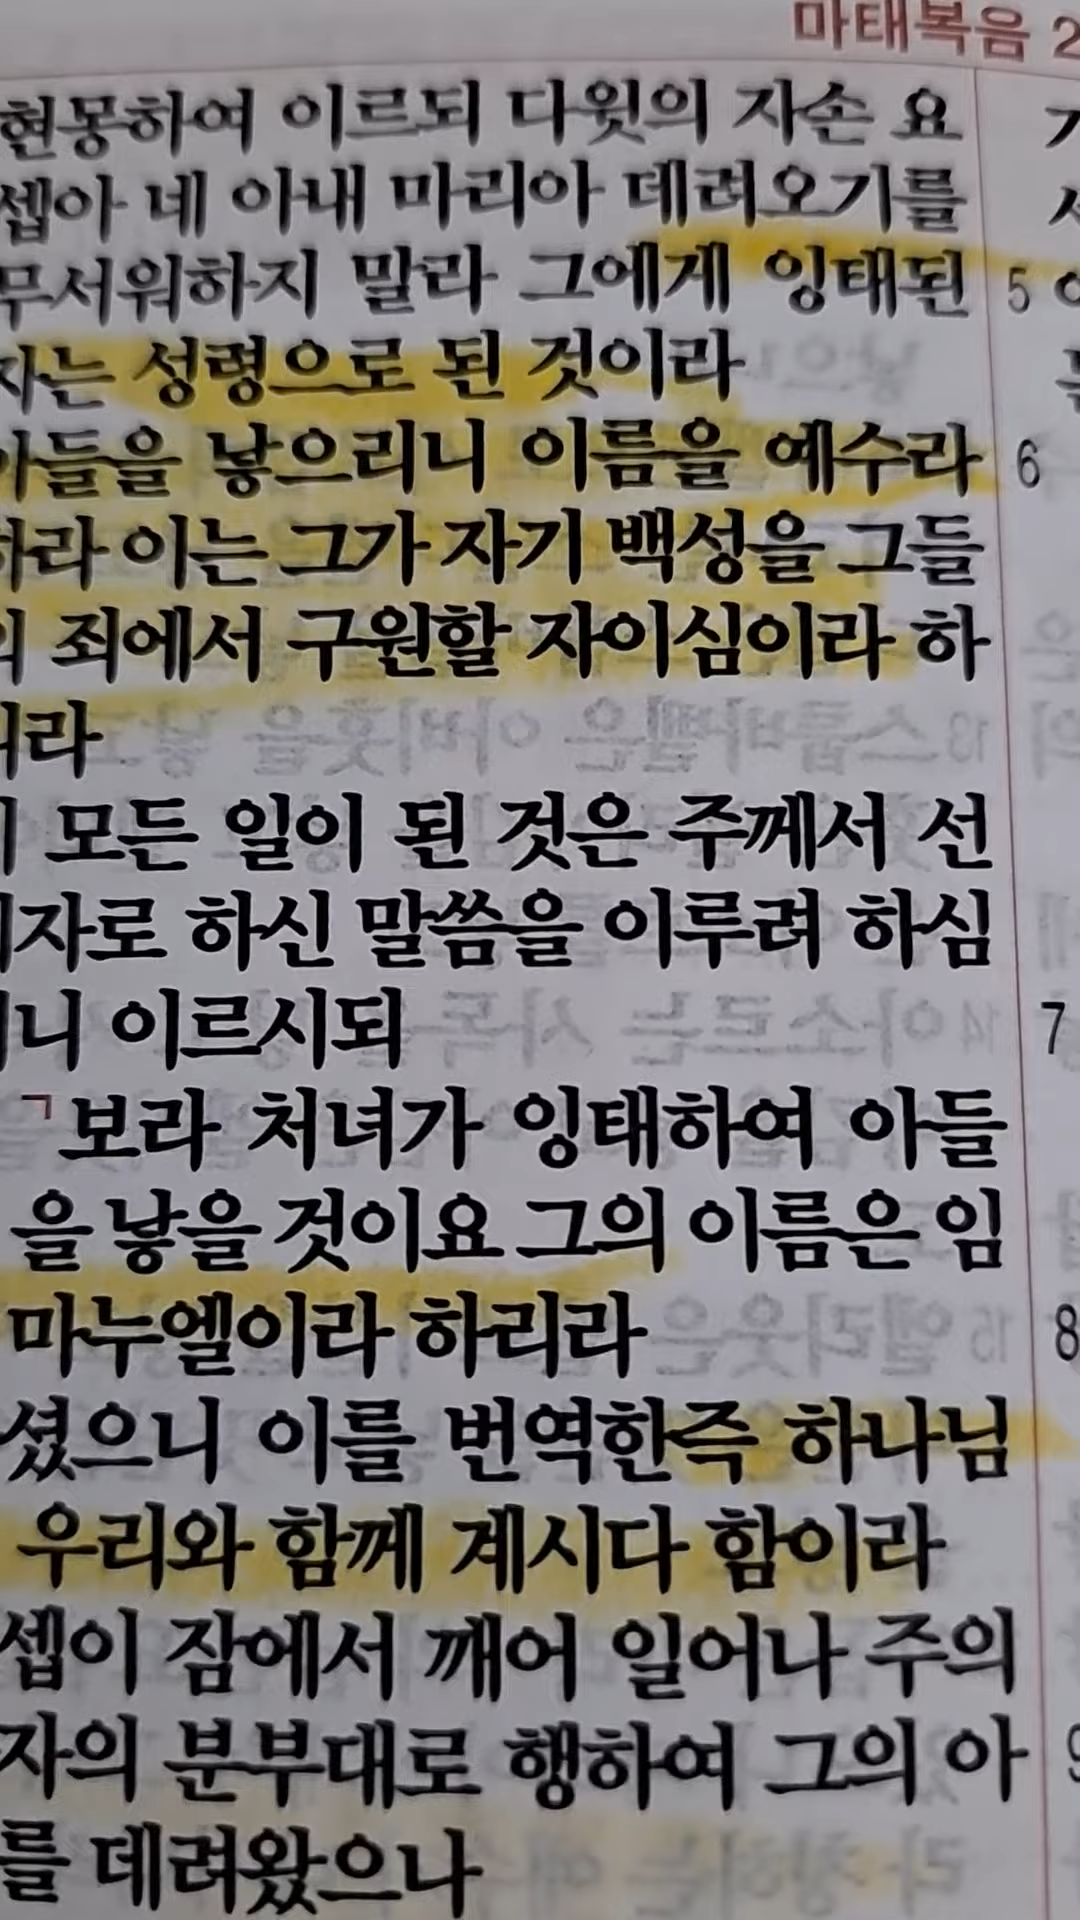 마태복음 2
현몽하여 이르되 다윗의 자손 요
셉아 네 아내 마리아 데려오기를
무서워하지 말라 그에게 잉태된
자는 성령으로 된 것이라
아들을 낳으리니 이름을 예수라
하라 이는 그가 자기 백성을 그들
의 죄에서 구원할 자이심이라 하
니라
모든 일이 된 것은 주께서 선
지자로 하신 말씀을 이루려 하심
이니 이르시되
ㄱ보라 처녀가 잉태하여 아들
을 낳을 것이요 그의 이름은 임
마누엘이라 하리라
셨으니 이를 번역한즉 하나님
우리와 함께 계시다 함이라
셉이 잠에서 깨어 일어나 주의
자의 분부대로 행하여 그의 아
를 데려왔으나
5
6
7
8
9